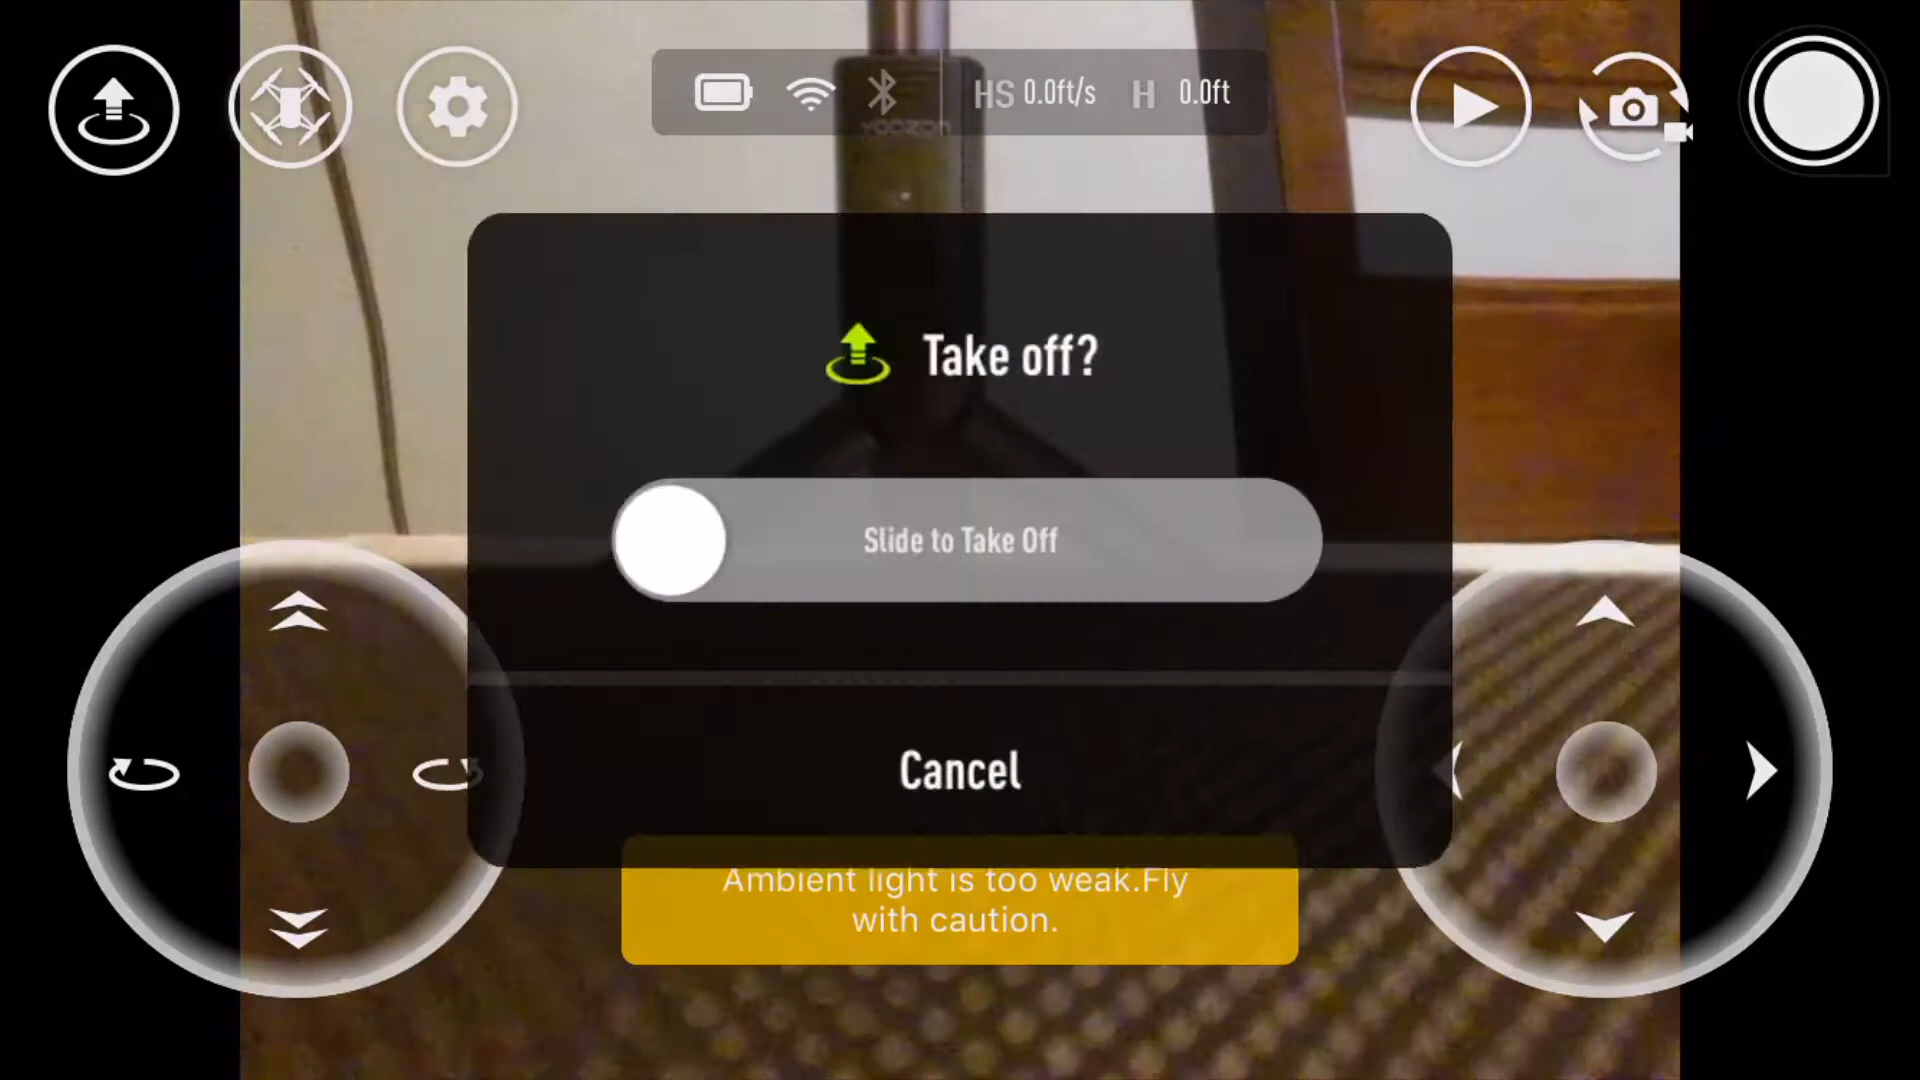 HS 0.0ft/s H 0.0ft
YOOZON
Take off?
Slide to Take Off
Cancel
Ambient light is too weak.Fly
with caution.